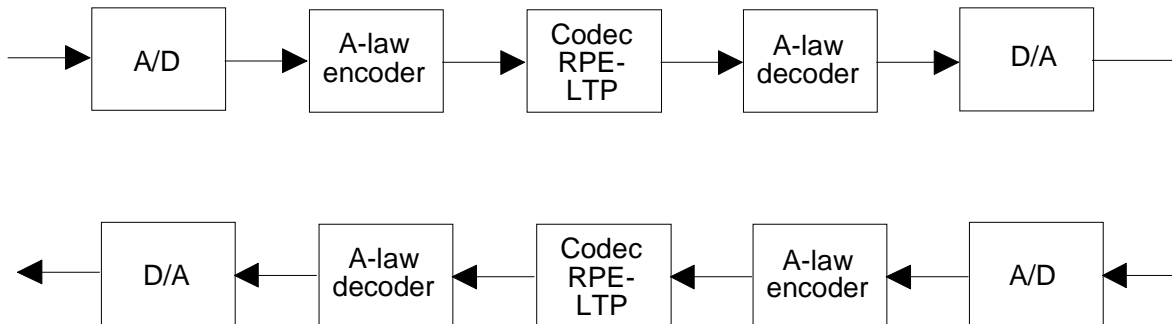 A/D
A-law
encoder
Codec
RPE-
LTP
A-law
decoder
D/A
D/A
A-law
decoder
Codec
RPE-
LTP
A-law
encoder
A/D